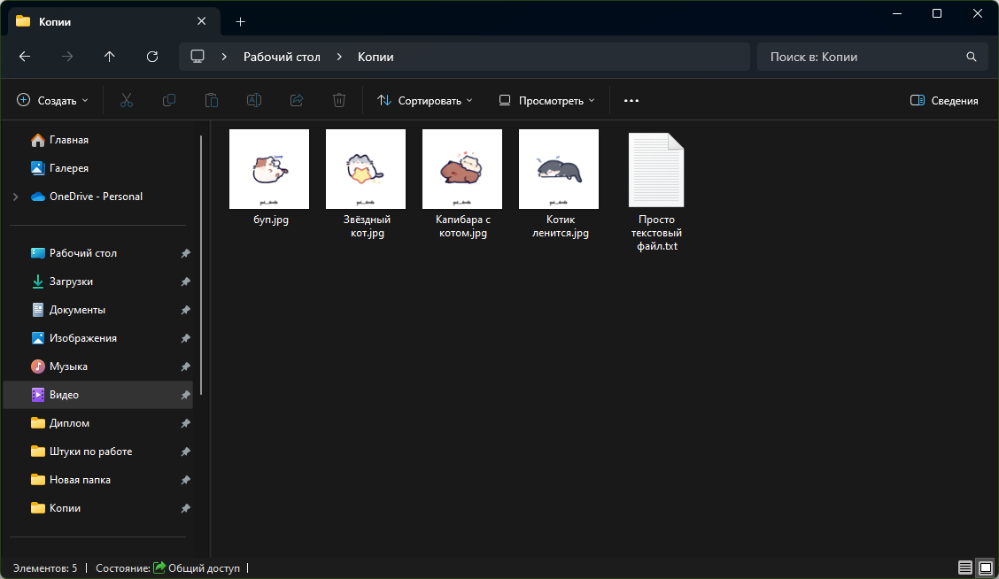 Копии
Рабочий стол
Копии
Поиск в: Копии
Создать
Сортировать
Просмотреть
Сведения
Главная
Галерея
OneDrive - Personal
Рабочий стол
Загрузки
Документы
Изображения
Музыка
Видео
Диплом
Штуки по работе
Новая папка
Копии
буп.jpg
Звёздный
кот.jpg
Капибара с
котом.jpg
Котик
ленится.jpg
Просто
текстовый
файл.txt
Элементов: 5
Состояние:
Общий доступ